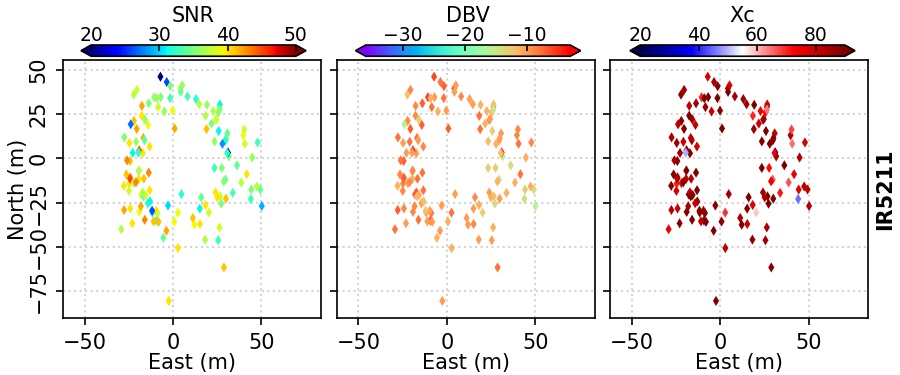 SNR DBV Xc
20 30 40 50 −30 −20 −10 20 40 60 80
50
25
0
−25
−50
−75
North (m)
IR5211
−50 0 50 −50 0 50 −50 0 50
East (m) East (m) East (m)